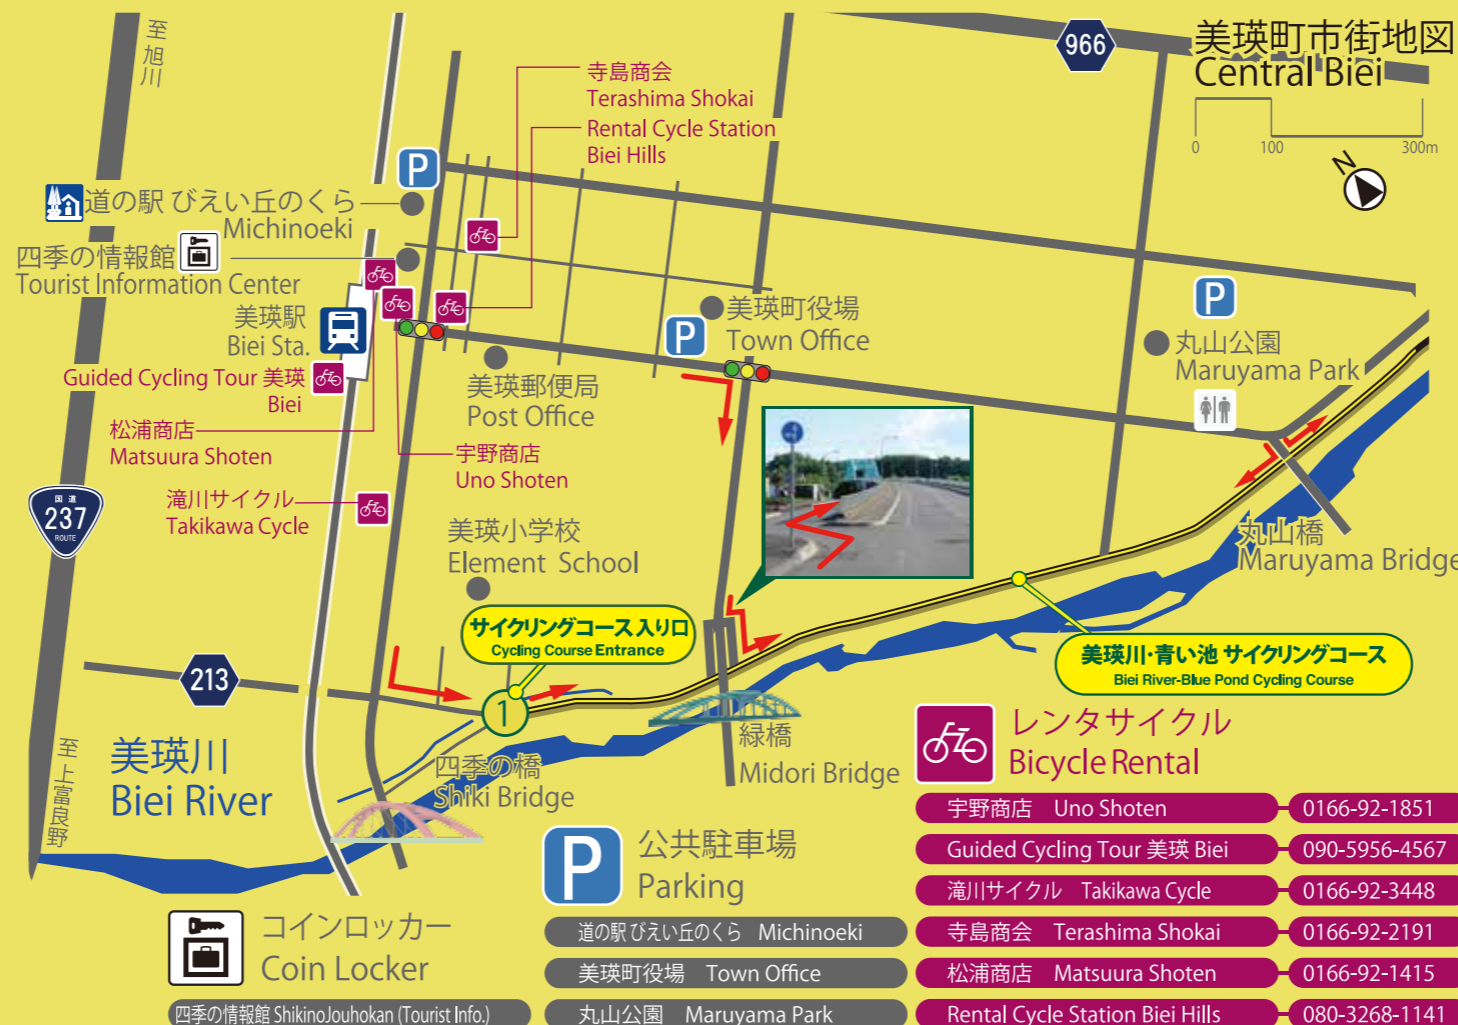 至旭川
966
美瑛町市街地図
Central Biei
0 100 300m
N
寺島商会
Terashima Shokai
Rental Cycle Station
Biei Hills
P
道の駅 びえい丘のくら
Michinoeki
四季の情報館
Tourist Information Center
美瑛駅
Biei Sta.
Guided Cycling Tour 美瑛
Biei
松浦商店
Matsuura Shoten
滝川サイクル
Takikawa Cycle
宇野商店
Uno Shoten
美瑛郵便局
Post Office
P
美瑛町役場
Town Office
P
丸山公園
Maruyama Park
国道
237
ROUTE
美瑛小学校
Element School
サイクリングコース入り口
Cycling Course Entrance
1
丸山橋
Maruyama Bridge
美瑛川・青い池 サイクリングコース
Biei River-Blue Pond Cycling Course
213
至上富良野
美瑛川
Biei River
四季の橋
Shiki Bridge
緑橋
Midori Bridge
コインロッカー
Coin Locker
四季の情報館 ShikinoJouhokan (Tourist Info.)
P
公共駐車場
Parking
道の駅 びえい丘のくら Michinoeki
美瑛町役場 Town Office
丸山公園 Maruyama Park
レンタサイクル
Bicycle Rental
宇野商店 Uno Shoten 0166-92-1851
Guided Cycling Tour 美瑛 Biei 090-5956-4567
滝川サイクル Takikawa Cycle 0166-92-3448
寺島商会 Terashima Shokai 0166-92-2191
松浦商店 Matsuura Shoten 0166-92-1415
Rental Cycle Station Biei Hills 080-3268-1141